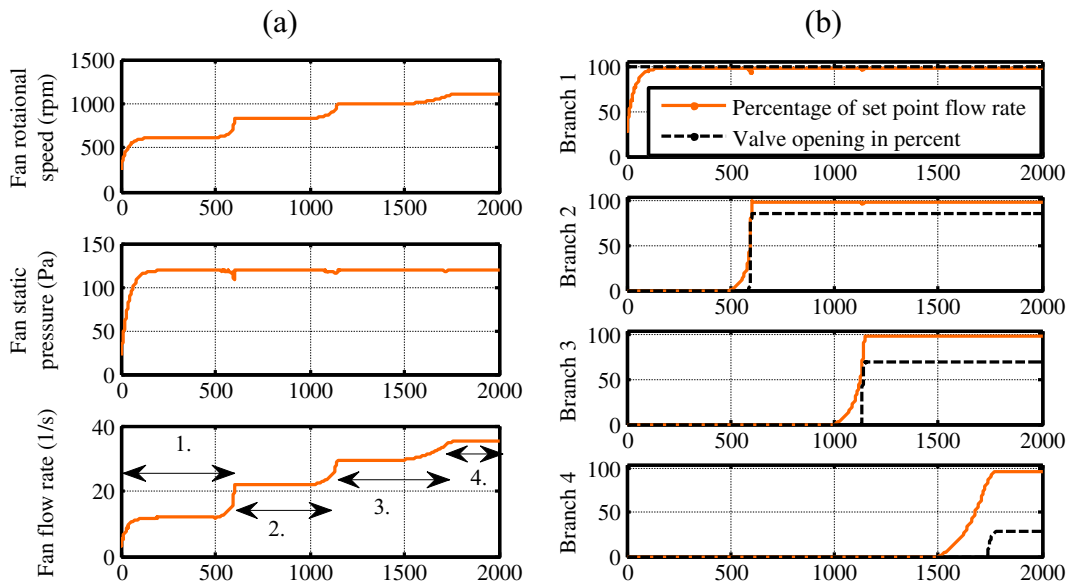 (a)
Fan rotational
speed (rpm)
1500
1000
500
0
0 500 1000 1500 2000
Fan static
pressure (Pa)
150
100
50
0
0 500 1000 1500 2000
Fan flow rate (1/s)
40
20
0
1.
2.
3.
4.
0 500 1000 1500 2000
(b)
Branch 1
100
50
0
Percentage of set point flow rate
Valve opening in percent
0 500 1000 1500 2000
Branch 2
100
50
0
0 500 1000 1500 2000
Branch 3
100
50
0
0 500 1000 1500 2000
Branch 4
100
50
0
0 500 1000 1500 2000